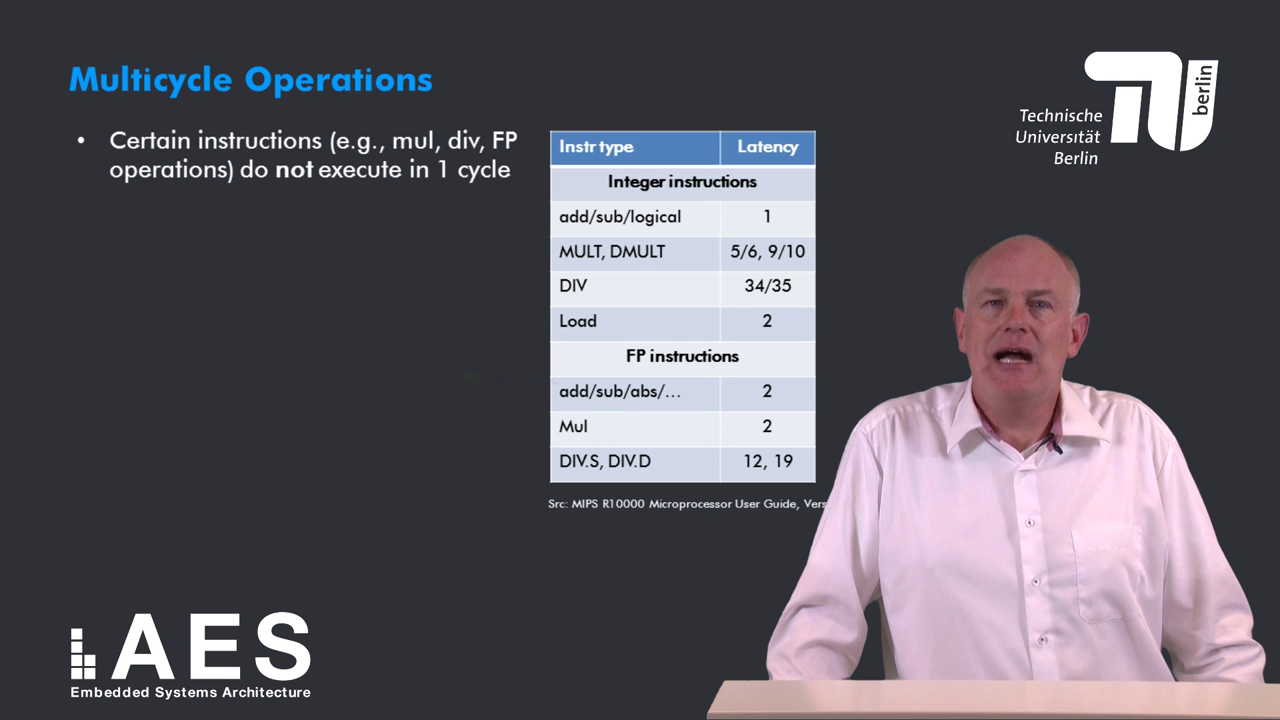 Multicycle Operations
• Certain instructions (e.g., mul, div, FP
operations) do not execute in 1 cycle
Instr type Latency
Integer instructions
add/sub/logical 1
MULT, DMULT 5/6, 9/10
DIV 34/35
Load 2
FP instructions
add/sub/abs/... 2
Mul 2
DIV.S, DIV.D 12, 19
Src: MIPS R10000 Microprocessor User Guide, Vers
Technische
Universität
Berlin
berlin
AES
Embedded Systems Architecture